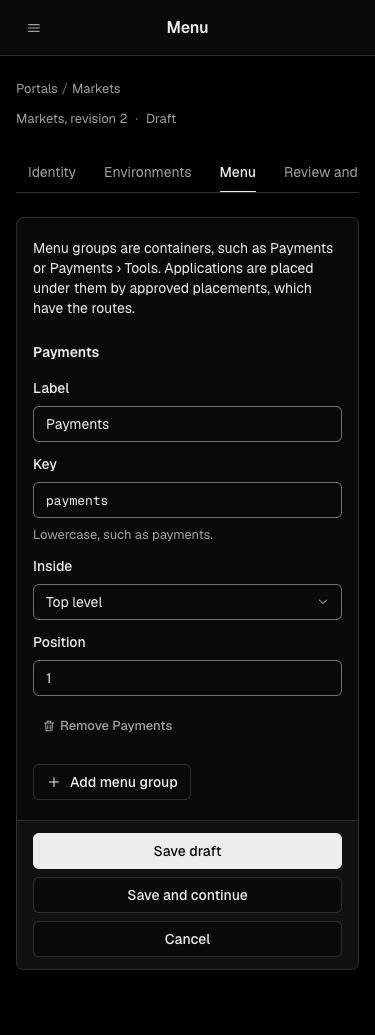 Menu
Portals / Markets
Markets, revision 2 · Draft
Identity Environments Menu Review and
Menu groups are containers, such as Payments
or Payments › Tools. Applications are placed
under them by approved placements, which
have the routes.
Payments
Label
Payments
Key
payments
Lowercase, such as payments.
Inside
Top level
Position
1
Remove Payments
Add menu group
Save draft
Save and continue
Cancel